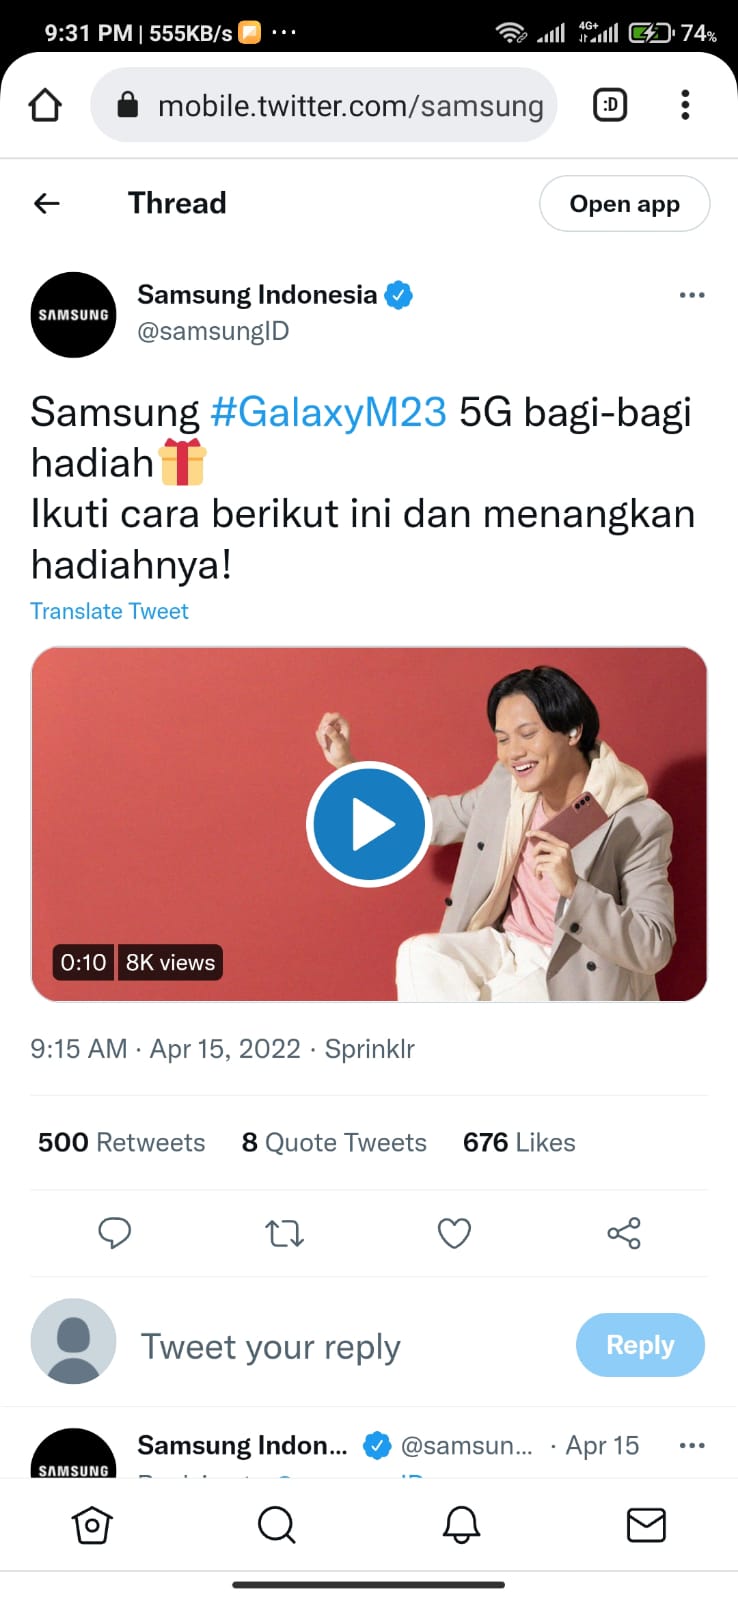 9:31 PM | 555KB/s ...
4G+
74%
mobile.twitter.com/samsung
:D
Thread
Open app
SAMSUNG
Samsung Indonesia
@samsungID
Samsung #GalaxyM23 5G bagi-bagi
hadiah🎁
Ikuti cara berikut ini dan menangkan
hadiahnya!
Translate Tweet
0:10 8K views
9:15 AM · Apr 15, 2022 · Sprinklr
500 Retweets 8 Quote Tweets 676 Likes
Tweet your reply
Reply
SAMSUNG
Samsung Indon... @samsun... · Apr 15